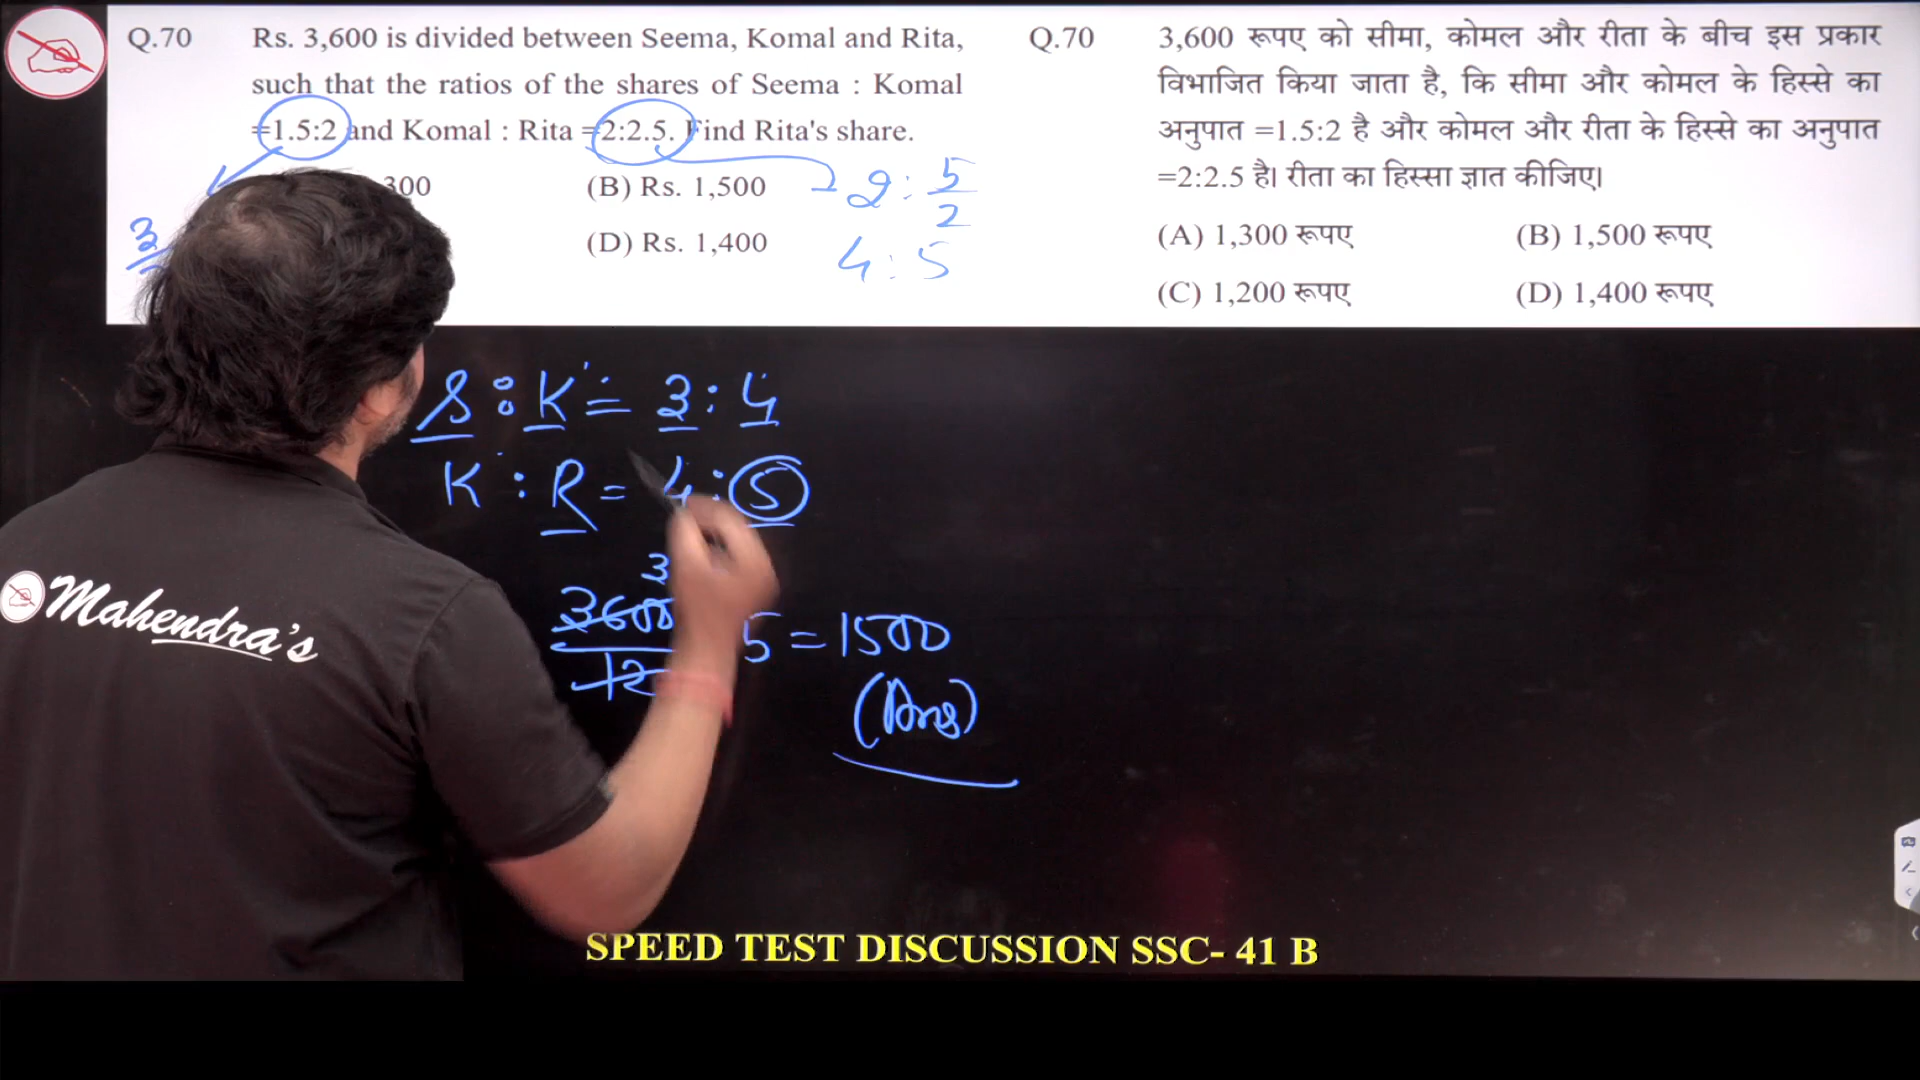 Q.70 Rs. 3,600 is divided between Seema, Komal and Rita,
such that the ratios of the shares of Seema : Komal
=1.5:2 and Komal : Rita =2:2.5. Find Rita's share.
300 (B) Rs. 1,500
(D) Rs. 1,400
2 : 5/2
4 : 5
3
Q.70 3,600 रूपए को सीमा, कोमल और रीता के बीच इस प्रकार
विभाजित किया जाता है, कि सीमा और कोमल के हिस्से का
अनुपात =1.5:2 है और कोमल और रीता के हिस्से का अनुपात
=2:2.5 है। रीता का हिस्सा ज्ञात कीजिए।
(A) 1,300 रूपए (B) 1,500 रूपए
(C) 1,200 रूपए (D) 1,400 रूपए
S : K = 3 : 4
K : R = 4 : 5
3
3600
12
5 = 1500
(Ans)
Mahendra's
SPEED TEST DISCUSSION SSC- 41 B